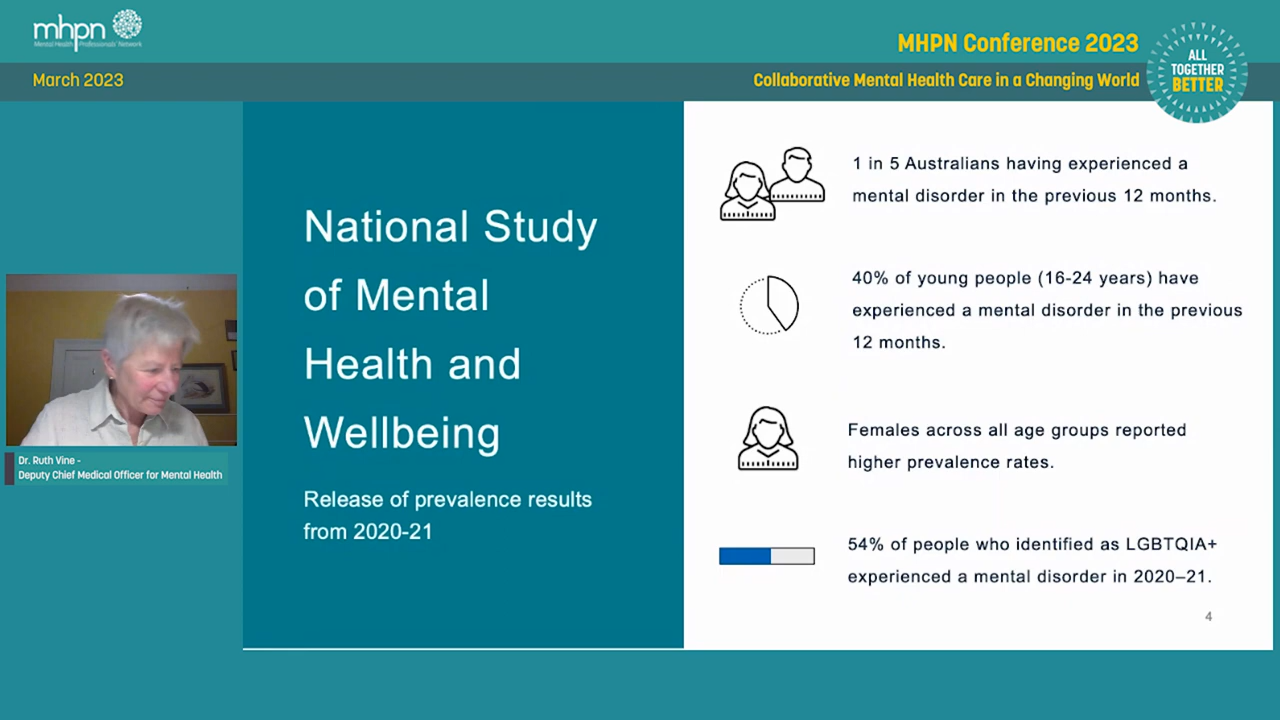 mhpn
Mental Health Professionals' Network
MHPN Conference 2023
March 2023
Collaborative Mental Health Care in a Changing World
ALL
TOGETHER
BETTER
National Study
of Mental
Health and
Wellbeing
Release of prevalence results
from 2020-21
1 in 5 Australians having experienced a
mental disorder in the previous 12 months.
40% of young people (16-24 years) have
experienced a mental disorder in the previous
12 months.
Females across all age groups reported
higher prevalence rates.
54% of people who identified as LGBTQIA+
experienced a mental disorder in 2020–21.
4
Dr. Ruth Vine -
Deputy Chief Medical Officer for Mental Health